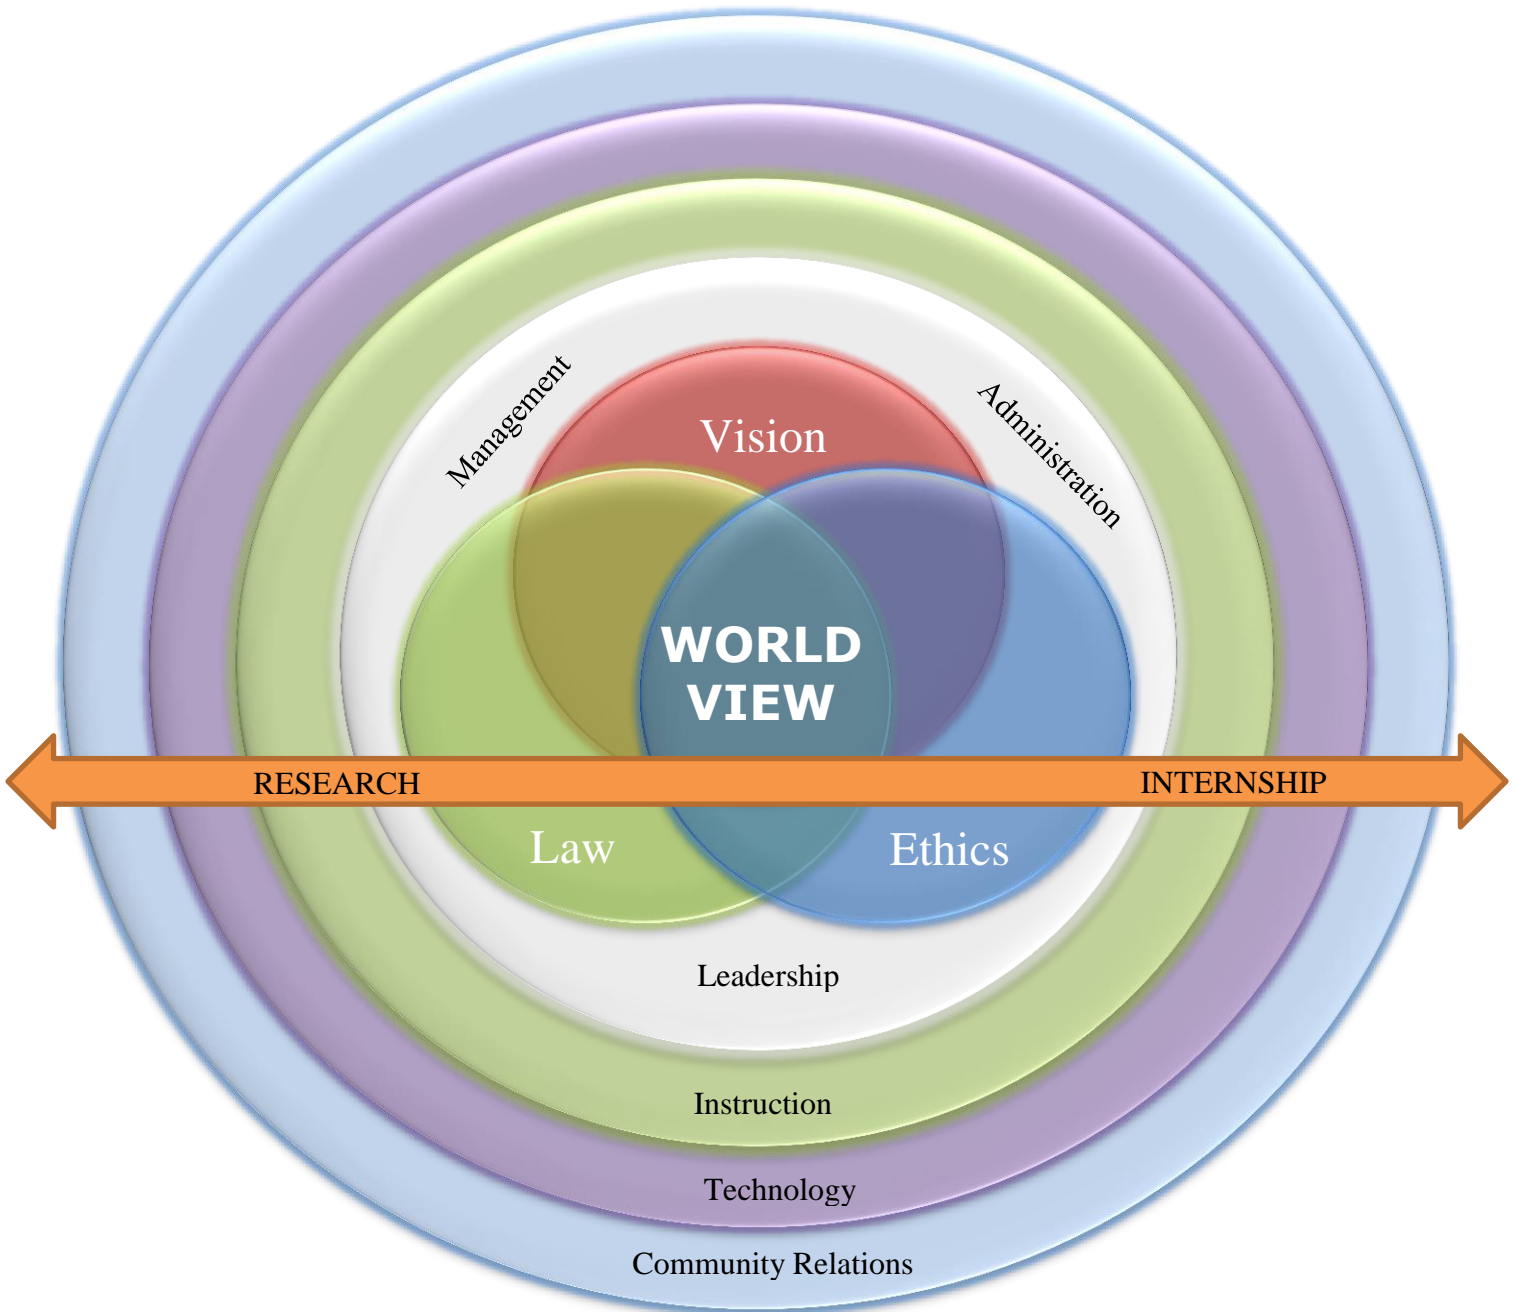 Management
Administration
Vision
WORLD
VIEW
RESEARCH
INTERNSHIP
Law
Ethics
Leadership
Instruction
Technology
Community Relations